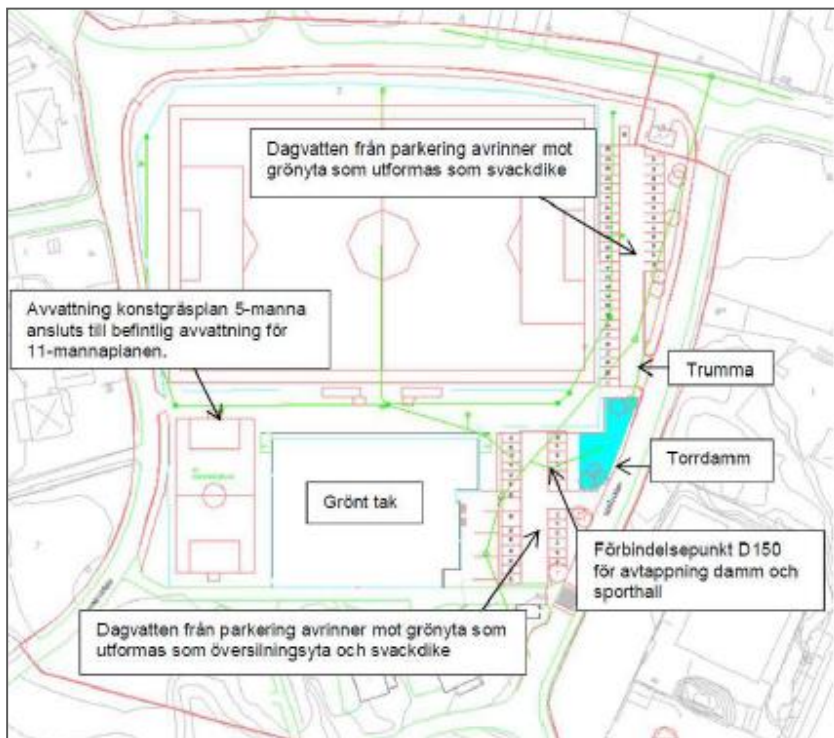 Dagvatten från parkering avrinner mot
grönyta som utformas som svackdike
Avvattning konstgräsplan 5-manna
ansluts till befintlig avvattning för
11-mannaplanen.
Trumma
Torrdamm
Grönt tak
Förbindelsepunkt D150
för avtappning damm och
sporthall
Dagvatten från parkering avrinner mot grönyta som
utformas som översilningsyta och svackdike